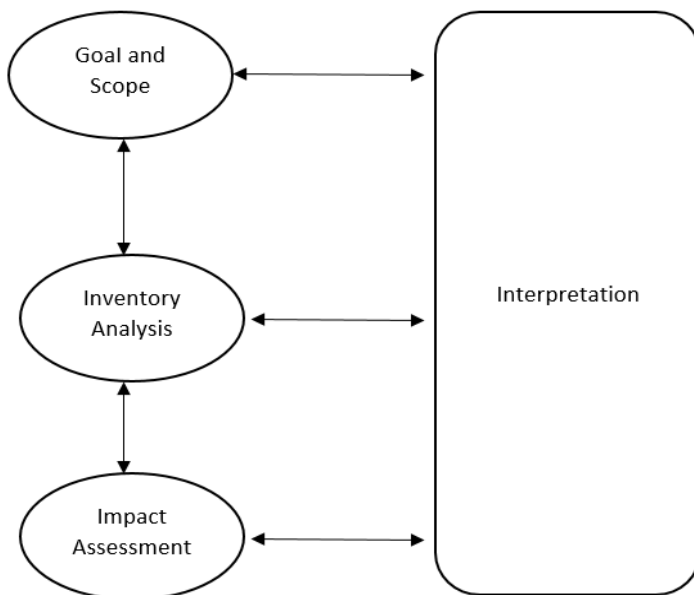 Goal and
Scope
Inventory
Analysis
Interpretation
Impact
Assessment